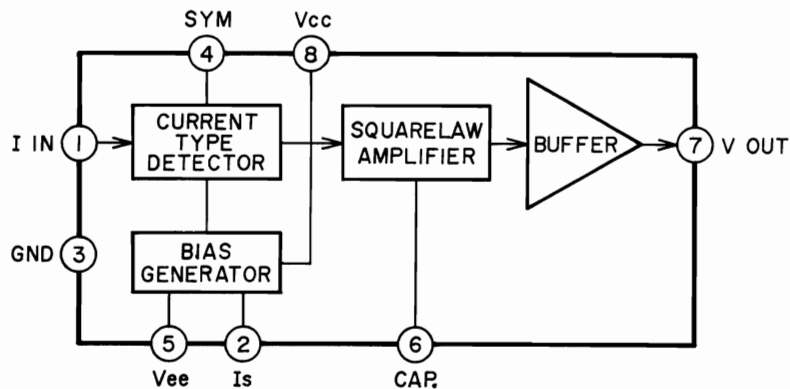 SYM
Vcc
4
8
I IN
1
CURRENT
TYPE
DETECTOR
SQUARELAW
AMPLIFIER
BUFFER
7
V OUT
GND
3
BIAS
GENERATOR
5
2
6
Vee
Is
CAP.